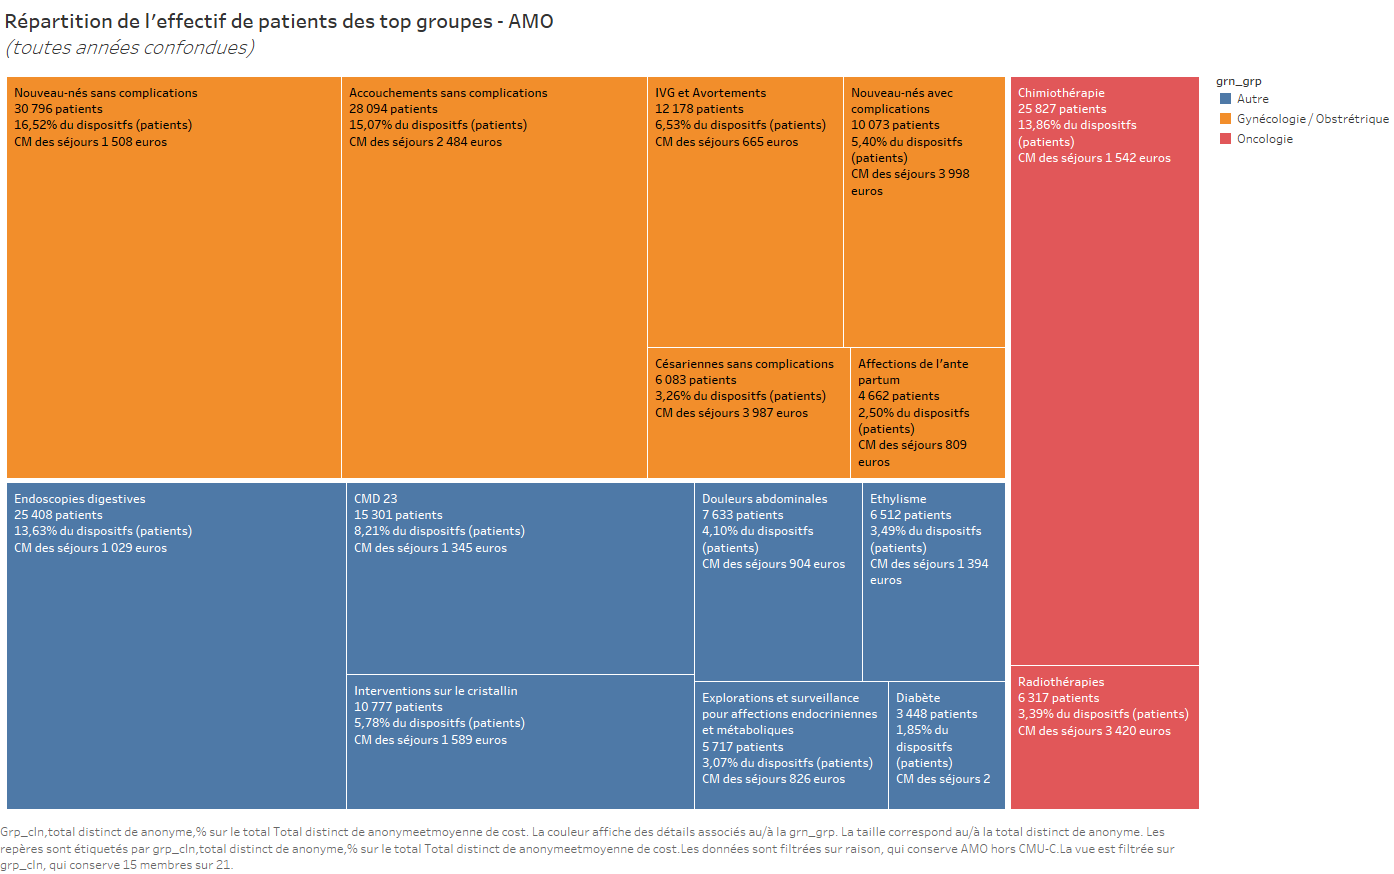 Répartition de l'effectif de patients des top groupes - AMO
(toutes années confondues)
Nouveau-nés sans complications
30 796 patients
16,52% du dispositfs (patients)
CM des séjours 1 508 euros
Accouchements sans complications
28 094 patients
15,07% du dispositfs (patients)
CM des séjours 2 484 euros
IVG et Avortements
12 178 patients
6,53% du dispositfs (patients)
CM des séjours 665 euros
Nouveau-nés avec
complications
10 073 patients
5,40% du dispositfs
(patients)
CM des séjours 3 998
euros
Césariennes sans complications
6 083 patients
3,26% du dispositfs (patients)
CM des séjours 3 987 euros
Affections de l'ante
partum
4 662 patients
2,50% du dispositfs
(patients)
CM des séjours 809
euros
Chimiothérapie
25 827 patients
13,86% du dispositfs
(patients)
CM des séjours 1 542 euros
Radiothérapies
6 317 patients
3,39% du dispositfs (patients)
CM des séjours 3 420 euros
grn_grp
Autre
Gynécologie / Obstrétrique
Oncologie
Endoscopies digestives
25 408 patients
13,63% du dispositfs (patients)
CM des séjours 1 029 euros
CMD 23
15 301 patients
8,21% du dispositfs (patients)
CM des séjours 1 345 euros
Interventions sur le cristallin
10 777 patients
5,78% du dispositfs (patients)
CM des séjours 1 589 euros
Douleurs abdominales
7 633 patients
4,10% du dispositfs
(patients)
CM des séjours 904 euros
Ethylisme
6 512 patients
3,49% du dispositfs
(patients)
CM des séjours 1 394
euros
Explorations et surveillance
pour affections endocriniennes
et métaboliques
5 717 patients
3,07% du dispositfs (patients)
CM des séjours 826 euros
Diabète
3 448 patients
1,85% du
dispositfs
(patients)
CM des séjours 2
Grp_cln,total distinct de anonyme,% sur le total Total distinct de anonymeetmoyenne de cost. La couleur affiche des détails associés au/à la grn_grp. La taille correspond au/à la total distinct de anonyme. Les
repères sont étiquetés par grp_cln,total distinct de anonyme,% sur le total Total distinct de anonymeetmoyenne de cost.Les données sont filtrées sur raison, qui conserve AMO hors CMU-C.La vue est filtrée sur
grp_cln, qui conserve 15 membres sur 21.